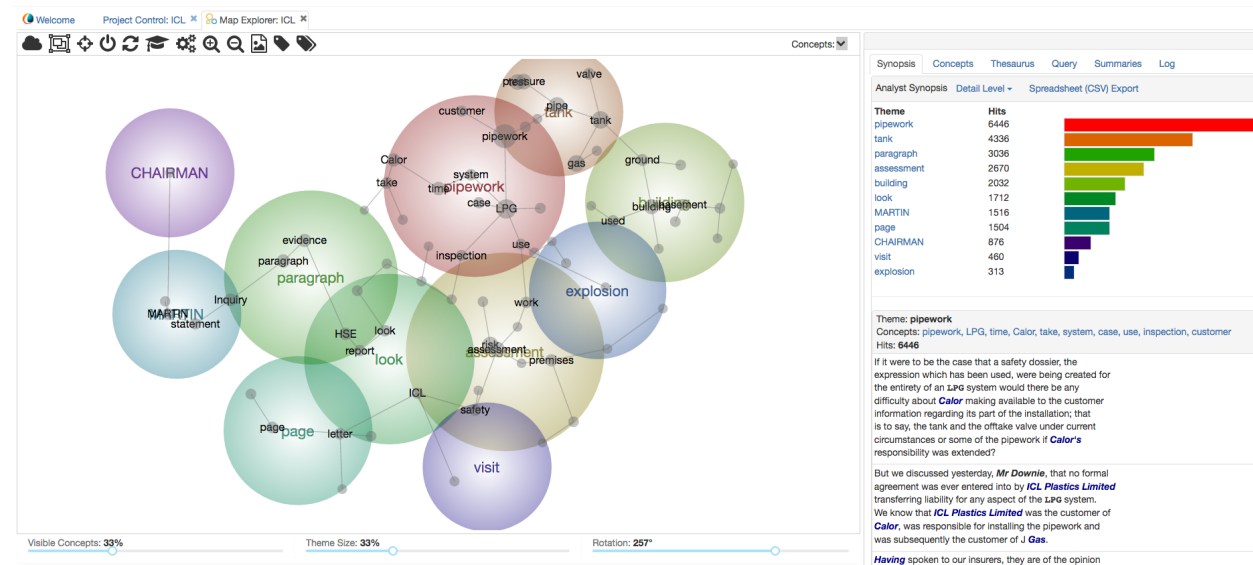 Welcome Project Control: ICL Map Explorer: ICL
Concepts:
pressure
valve
pipe
tank
tank
customer
pipework
Calor
gas
ground
CHAIRMAN
take
system
time
pipework
case
LPG
building
building
basement
used
evidence
use
paragraph
inspection
paragraph
explosion
Inquiry
work
MARTIN
MARTIN
statement
HSE
look
risk
report
look
assessment
assessment
premises
ICL
safety
page
page
letter
visit
Visible Concepts: 33% Theme Size: 33% Rotation: 257°
Synopsis Concepts Thesaurus Query Summaries Log
Analyst Synopsis Detail Level Spreadsheet (CSV) Export
Theme Hits
pipework 6446
tank 4336
paragraph 3036
assessment 2670
building 2032
look 1712
MARTIN 1516
page 1504
CHAIRMAN 876
visit 460
explosion 313
Theme: pipework
Concepts: pipework, LPG, time, Calor, take, system, case, use, inspection, customer
Hits: 6446
If it were to be the case that a safety dossier, the
expression which has been used, were being created for
the entirety of an LPG system would there be any
difficulty about Calor making available to the customer
information regarding its part of the installation; that
is to say, the tank and the offtake valve under current
circumstances or some of the pipework if Calor's
responsibility was extended?
But we discussed yesterday, Mr Downie, that no formal
agreement was ever entered into by ICL Plastics Limited
transferring liability for any aspect of the LPG system.
We know that ICL Plastics Limited was the customer of
Calor, was responsible for installing the pipework and
was subsequently the customer of J Gas.
Having spoken to our insurers, they are of the opinion